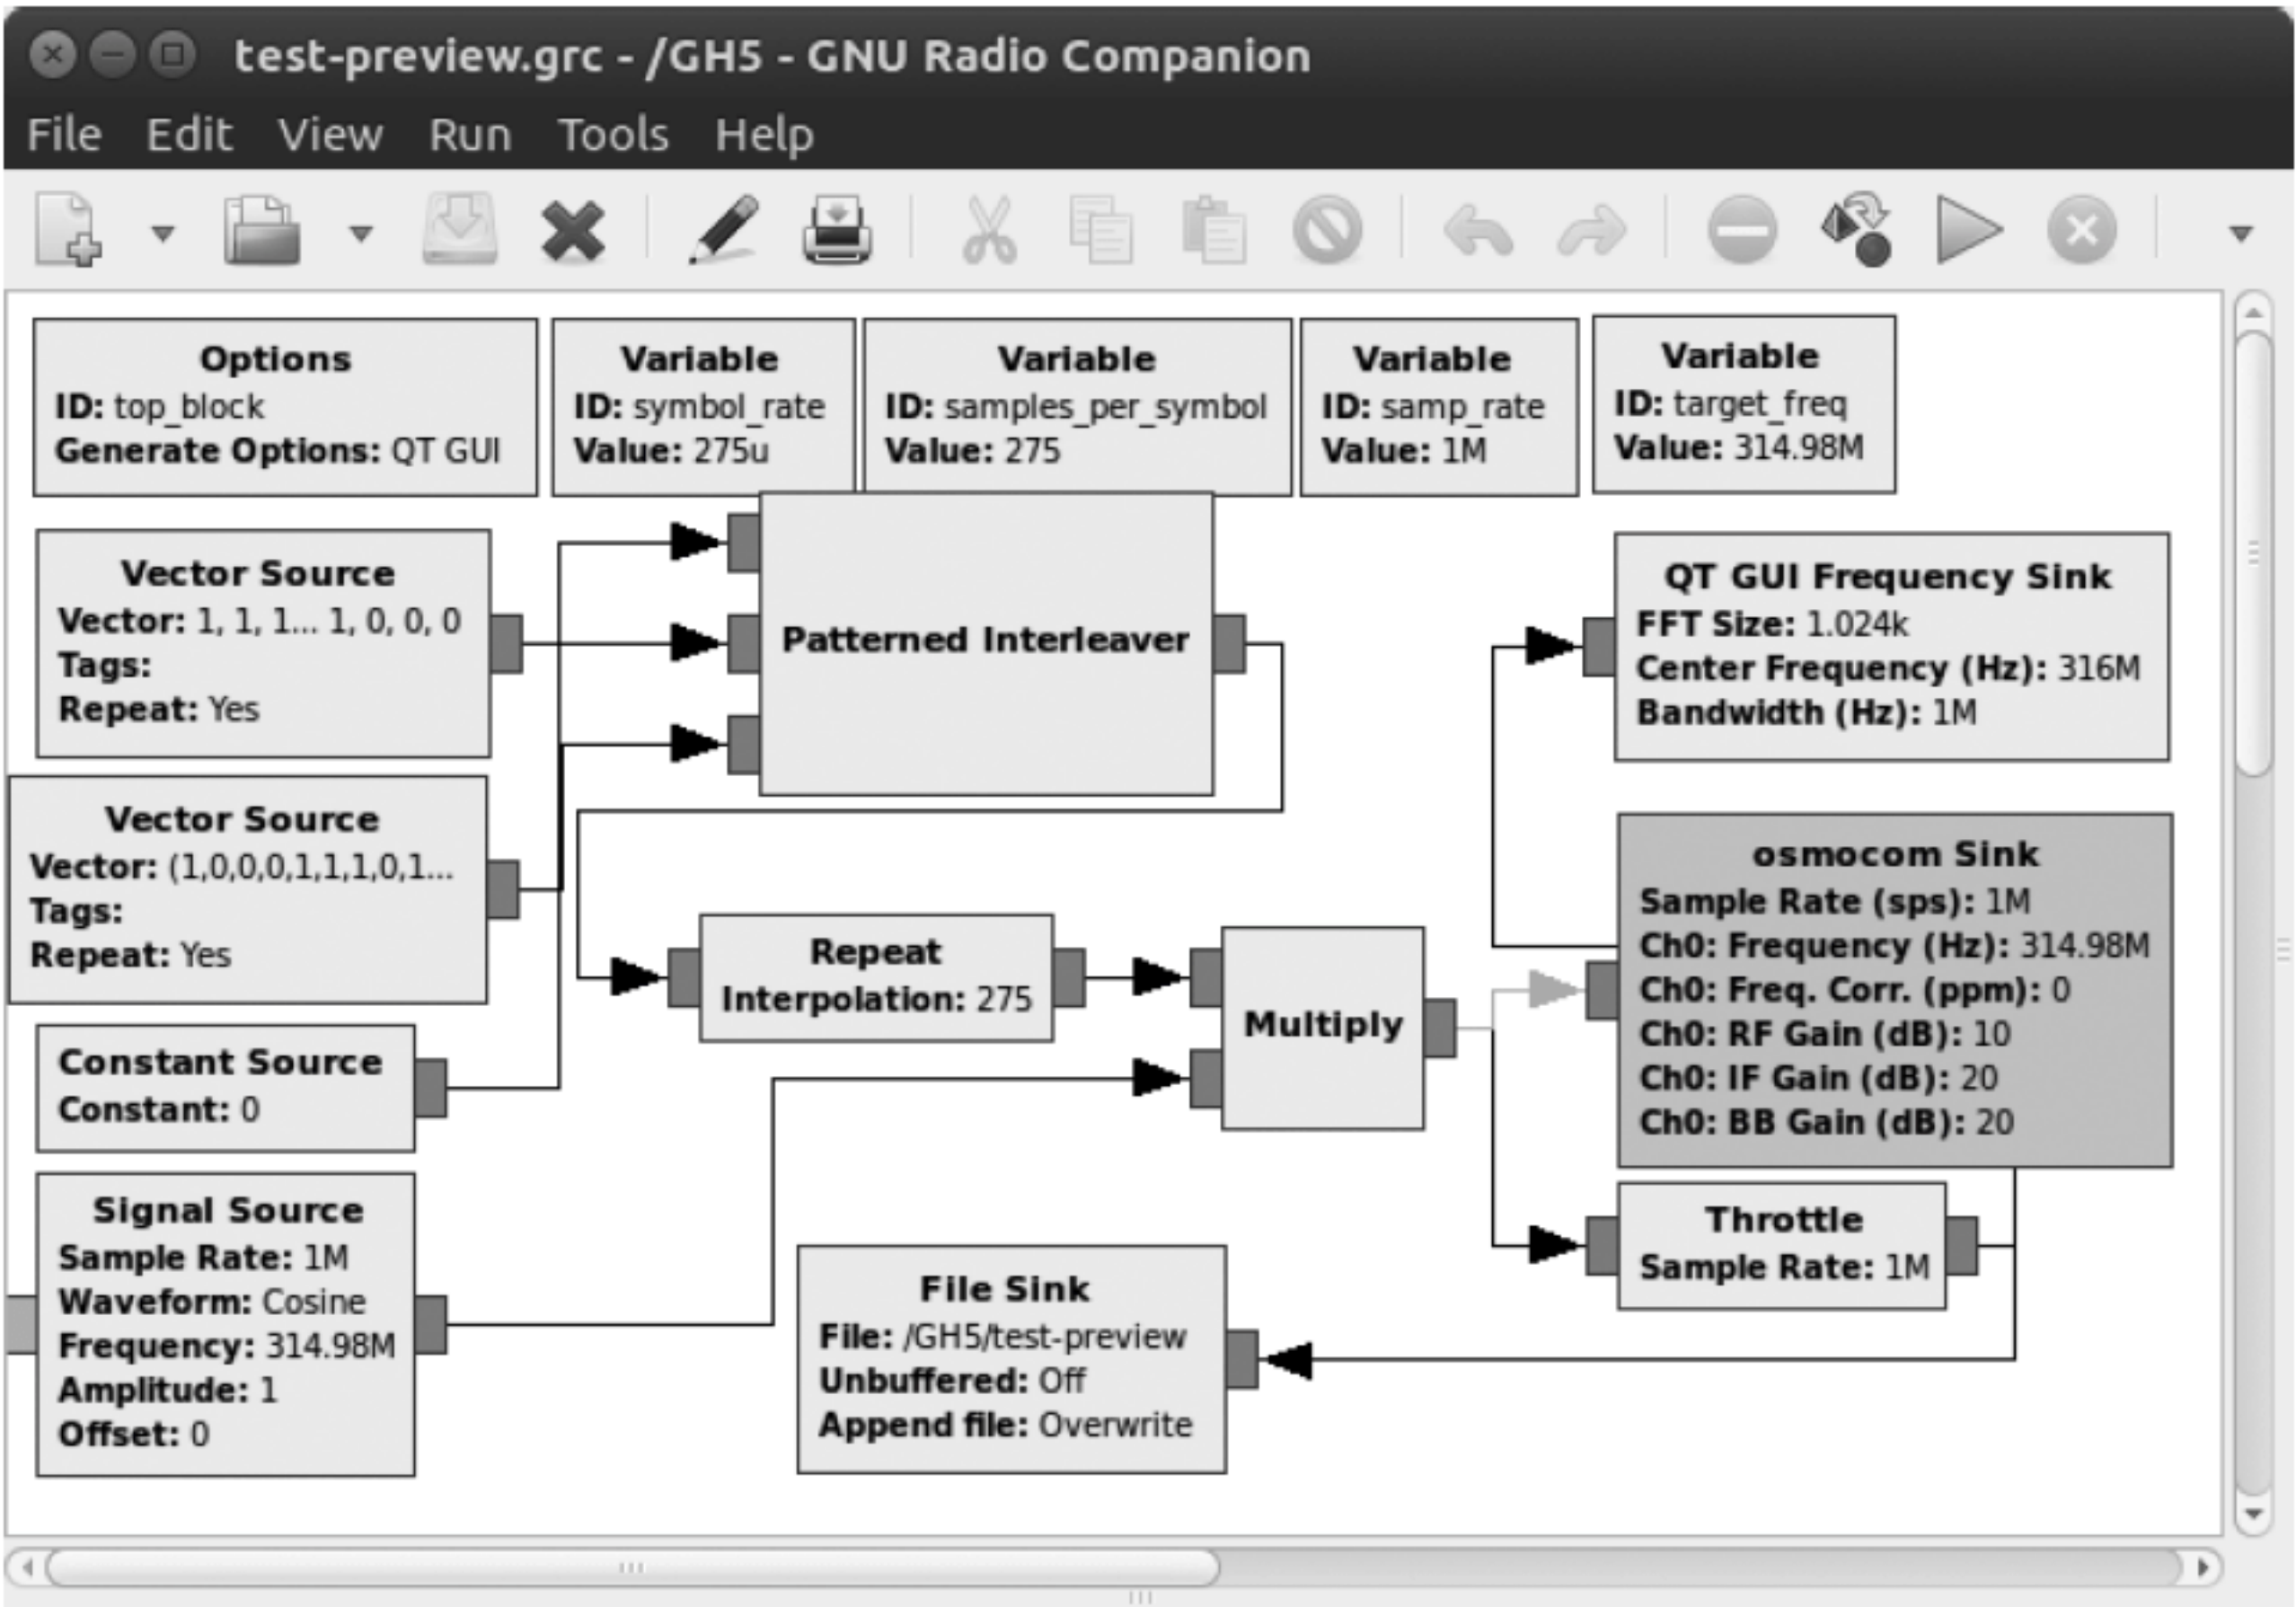 test-preview.grc - /GH5 - GNU Radio Companion
File Edit View Run Tools Help
Options
ID: top_block
Generate Options: QT GUI
Variable
ID: symbol_rate
Value: 275u
Variable
ID: samples_per_symbol
Value: 275
Variable
ID: samp_rate
Value: 1M
Variable
ID: target_freq
Value: 314.98M
Vector Source
Vector: 1, 1, 1... 1, 0, 0, 0
Tags:
Repeat: Yes
Patterned Interleaver
QT GUI Frequency Sink
FFT Size: 1.024k
Center Frequency (Hz): 316M
Bandwidth (Hz): 1M
Vector Source
Vector: (1,0,0,0,1,1,1,0,1...
Tags:
Repeat: Yes
osmocom Sink
Sample Rate (sps): 1M
Ch0: Frequency (Hz): 314.98M
Ch0: Freq. Corr. (ppm): 0
Ch0: RF Gain (dB): 10
Ch0: IF Gain (dB): 20
Ch0: BB Gain (dB): 20
Repeat
Interpolation: 275
Multiply
Constant Source
Constant: 0
Signal Source
Sample Rate: 1M
Waveform: Cosine
Frequency: 314.98M
Amplitude: 1
Offset: 0
Throttle
Sample Rate: 1M
File Sink
File: /GH5/test-preview
Unbuffered: Off
Append file: Overwrite